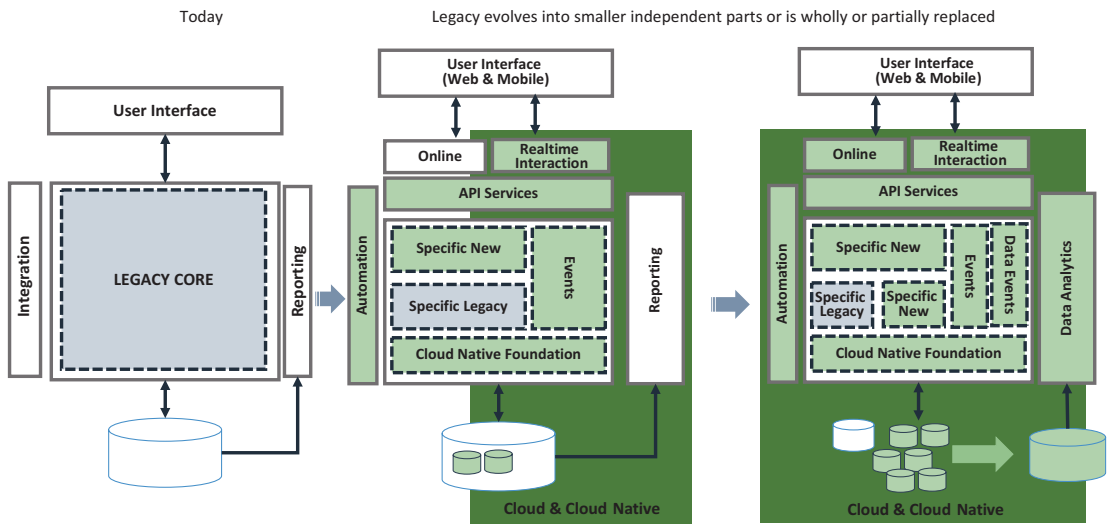 Today
Legacy evolves into smaller independent parts or is wholly or partially replaced
User Interface
Integration
LEGACY CORE
Reporting
User Interface
(Web & Mobile)
Online
Realtime
Interaction
API Services
Automation
Specific New
Events
Specific Legacy
Cloud Native Foundation
Reporting
Cloud & Cloud Native
User Interface
(Web & Mobile)
Online
Realtime
Interaction
API Services
Automation
Specific New
Events
Data Events
Specific
Legacy
Specific
New
Cloud Native Foundation
Data Analytics
Cloud & Cloud Native